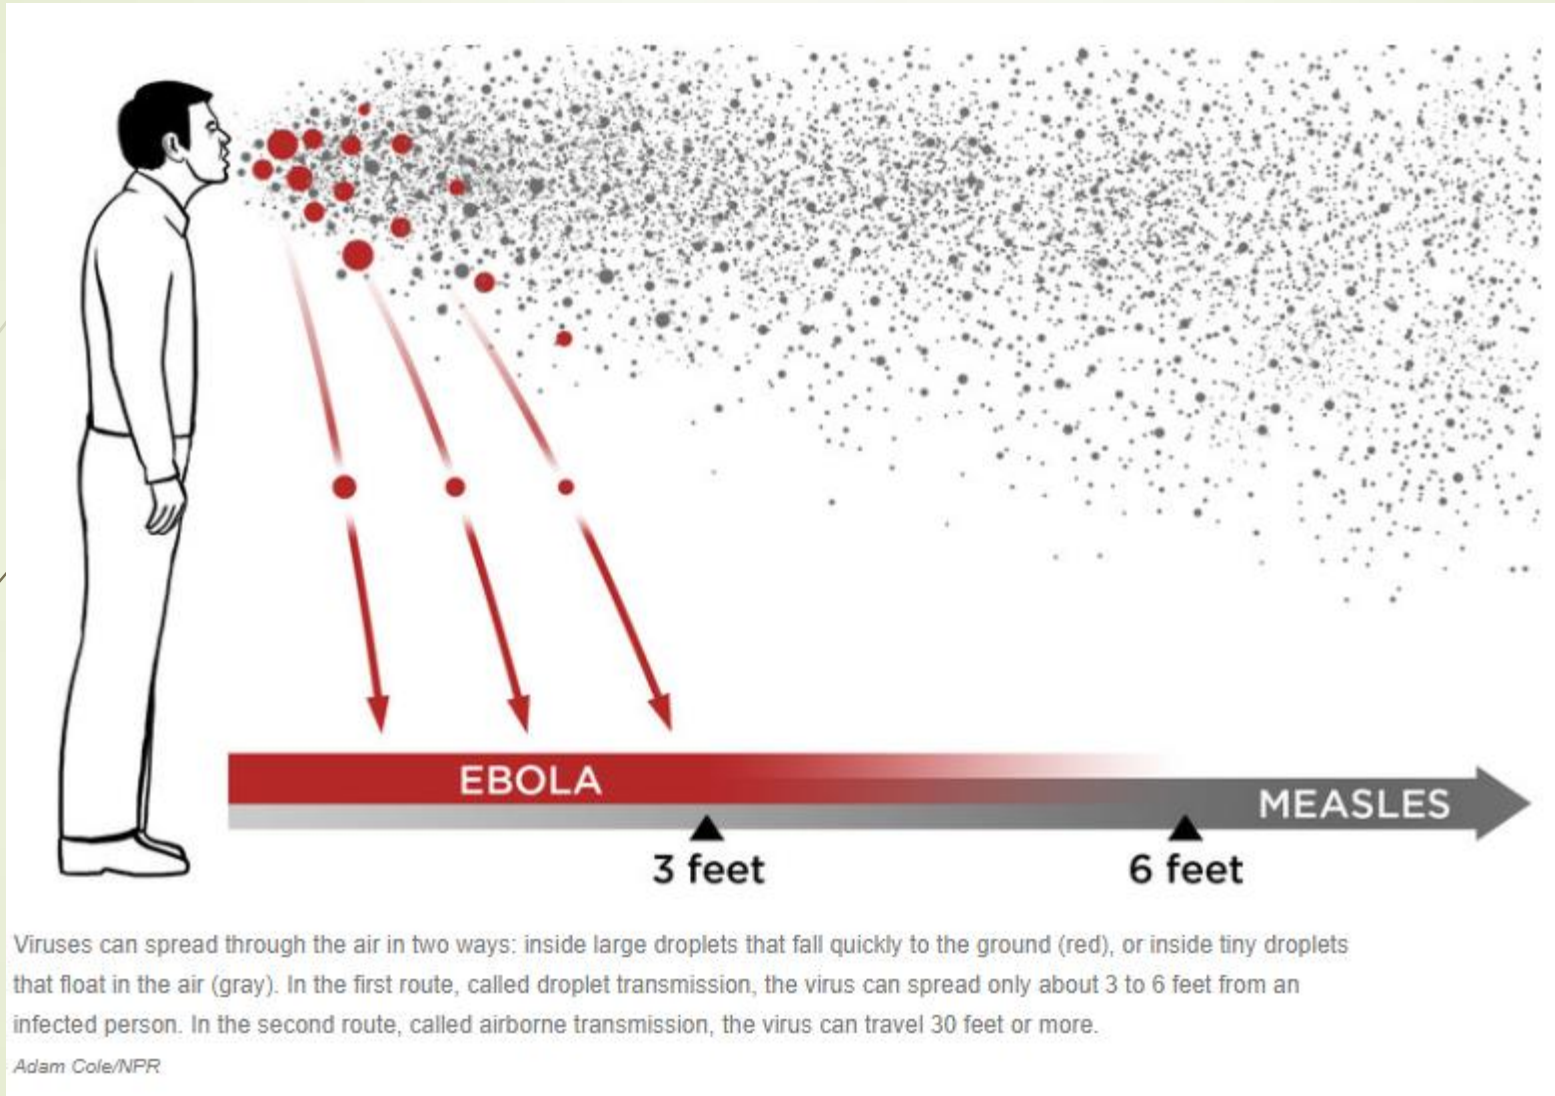 EBOLA
MEASLES
3 feet
6 feet
Viruses can spread through the air in two ways: inside large droplets that fall quickly to the ground (red), or inside tiny droplets
that float in the air (gray). In the first route, called droplet transmission, the virus can spread only about 3 to 6 feet from an
infected person. In the second route, called airborne transmission, the virus can travel 30 feet or more.
Adam Cole/NPR